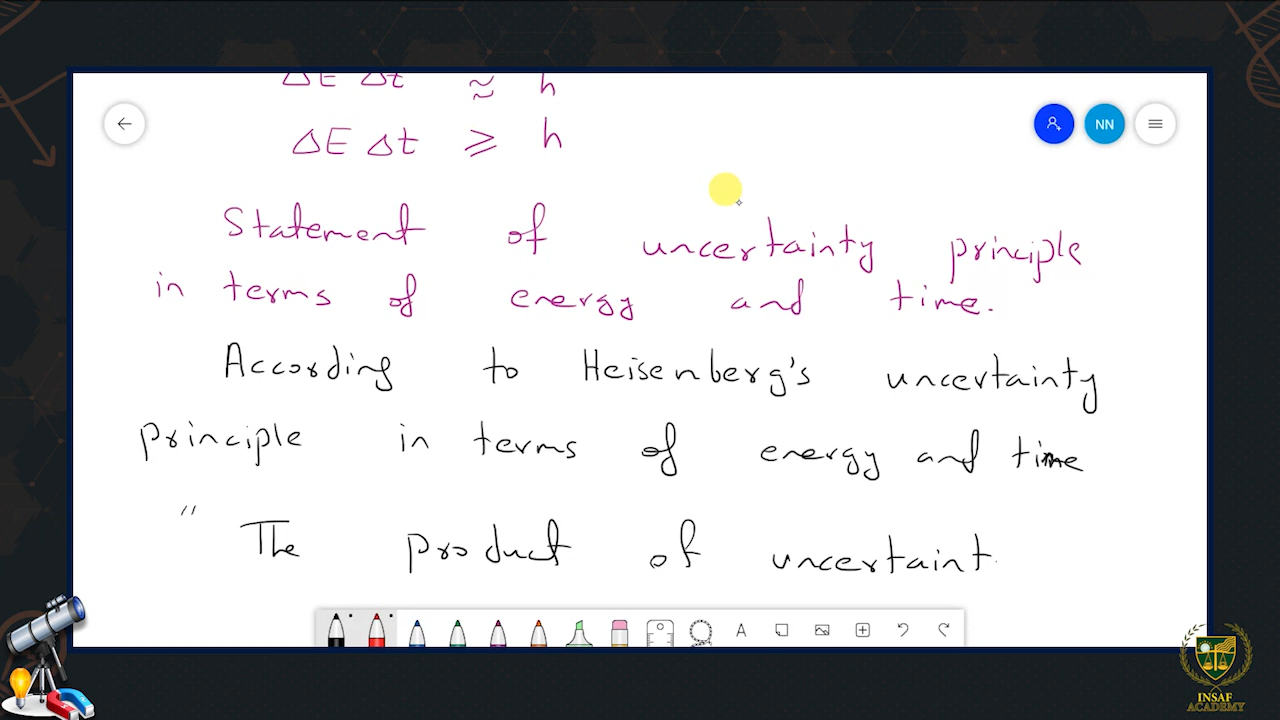 ΔE Δt ≈ h
ΔE Δt ≥ h
NN
Statement of uncertainty principle
in terms of energy and time.
According to Heisenberg's uncertainty
principle in terms of energy and time
" The product of uncertaint
A
INSAF
ACADEMY